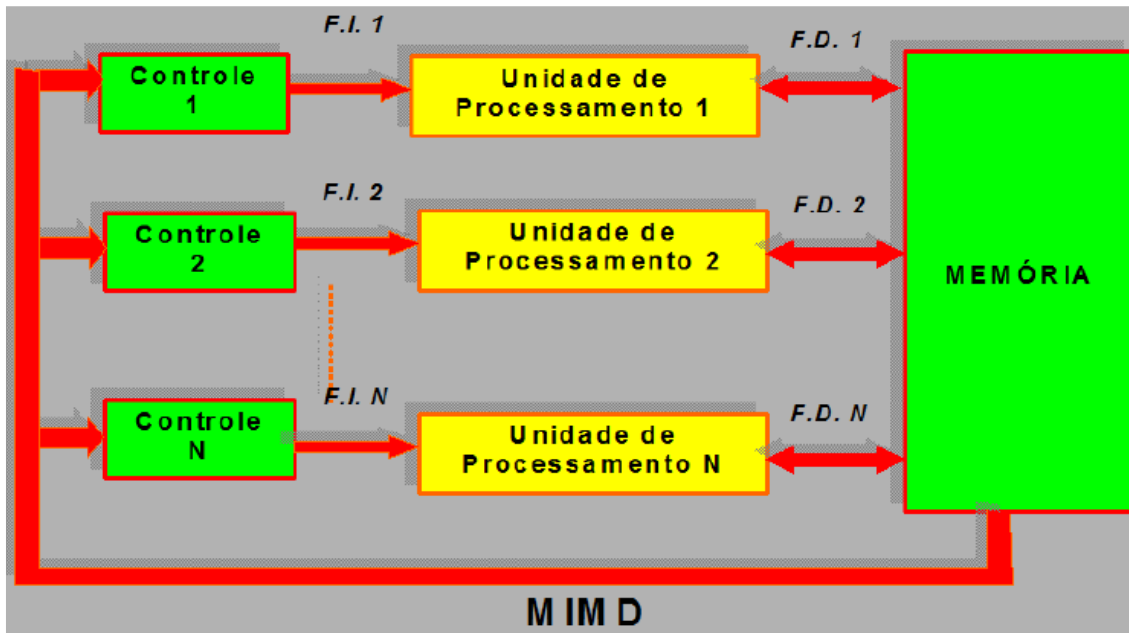 F.I. 1
F.D. 1
Controle
1
Unidade de
Processamento 1
F.I. 2
F.D. 2
Controle
2
Unidade de
Processamento 2
MEMÓRIA
F.I. N
F.D. N
Controle
N
Unidade de
Processamento N
MIMD